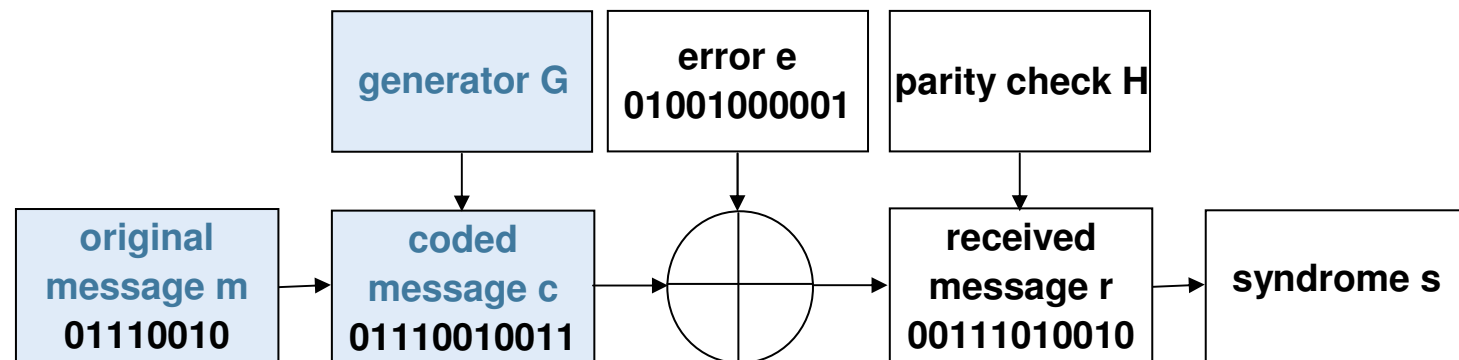 generator G
error e
01001000001
parity check H
original
message m
01110010
coded
message c
01110010011
received
message r
00111010010
syndrome s